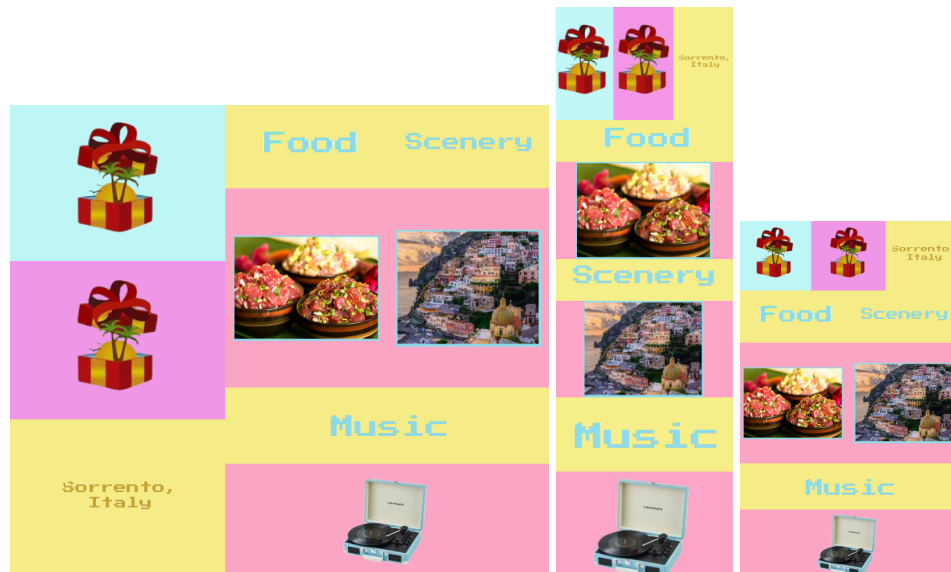 Food
Scenery
Music
Sorrento,
Italy
Sorrento,
Italy
Food
Scenery
Music
Sorrento
Italy
Food
Scenery
Music